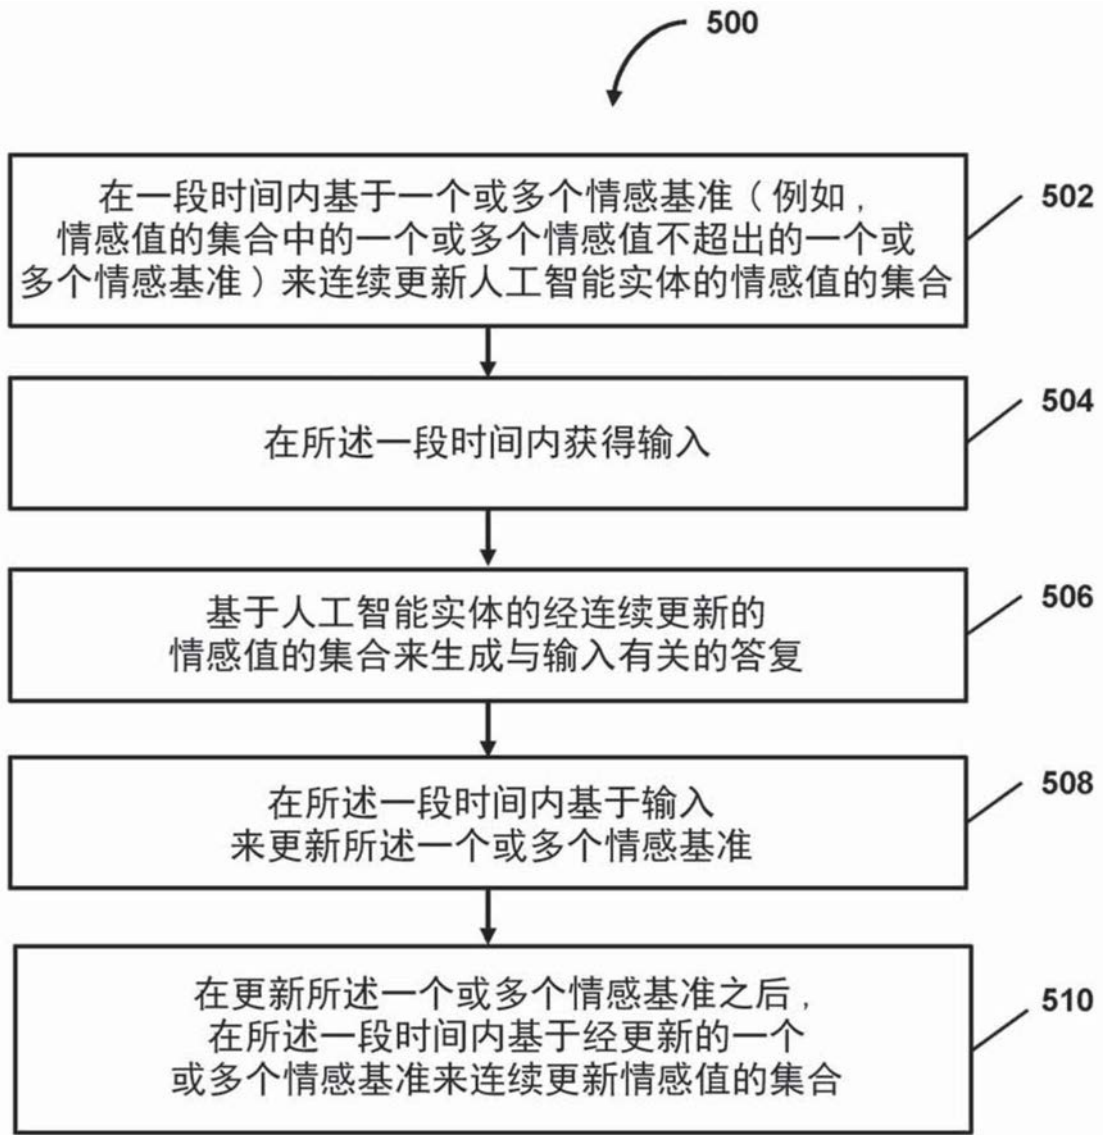 500
在一段时间内基于一个或多个情感基准（例如，
情感值的集合中的一个或多个情感值不超出的一个或
多个情感基准）来连续更新人工智能实体的情感值的集合
502
在所述一段时间内获得输入
504
基于人工智能实体的经连续更新的
情感值的集合来生成与输入有关的答复
506
在所述一段时间内基于输入
来更新所述一个或多个情感基准
508
在更新所述一个或多个情感基准之后，
在所述一段时间内基于经更新的一个
或多个情感基准来连续更新情感值的集合
510